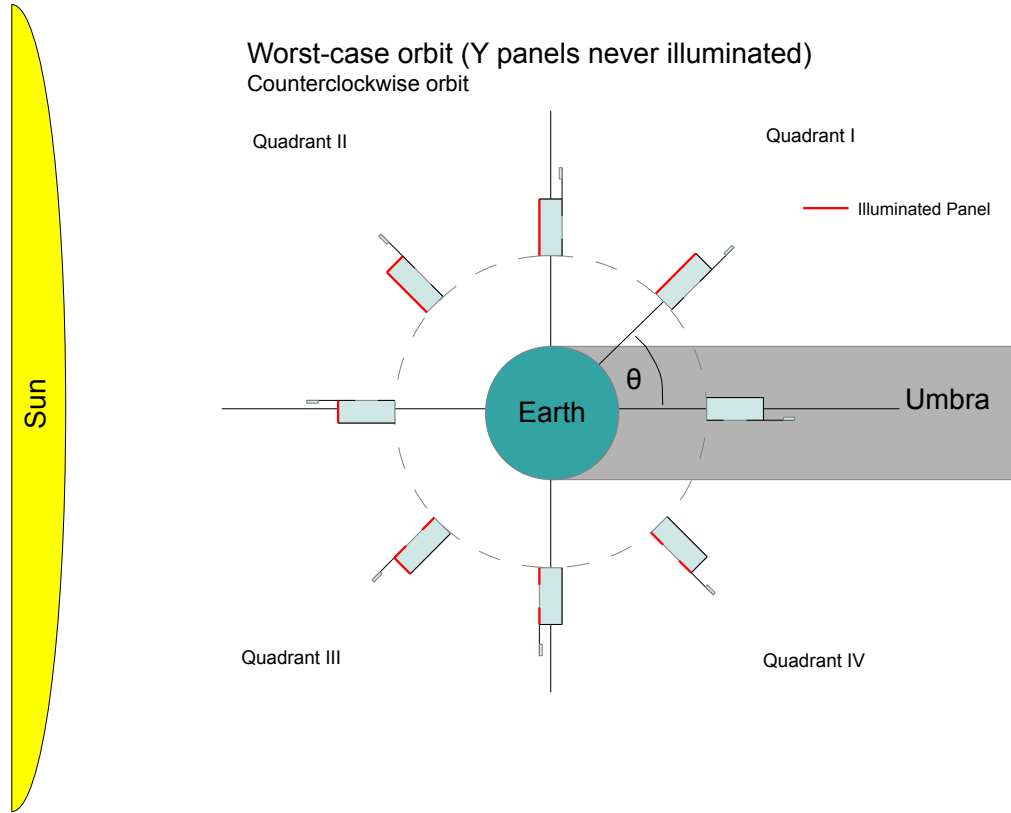 Worst-case orbit (Y panels never illuminated)
Counterclockwise orbit
Quadrant II
Quadrant I
Illuminated Panel
θ
Sun
Earth
Umbra
Quadrant III
Quadrant IV